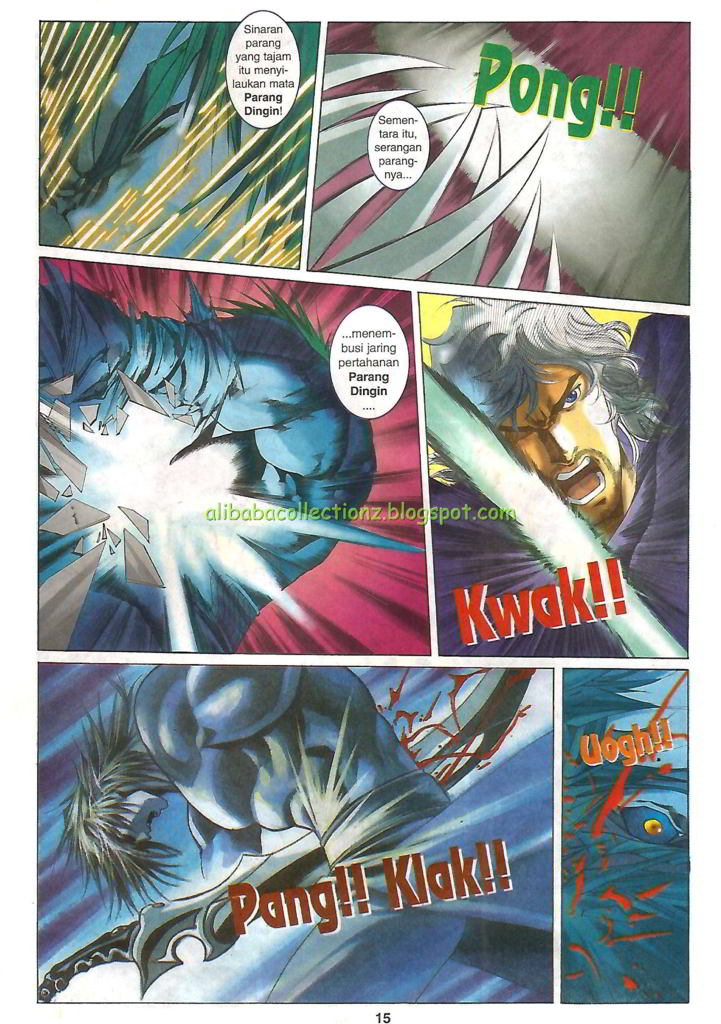 Sinaran
parang
yang tajam
itu menyi-
laukan mata
Parang
Dingin!
Pong!!
Semen-
tara itu,
serangan
parang-
nya...
...menem-
busi jaring
pertahanan
Parang
Dingin
....
alibabacollectionz.blogspot.com
Kwak!!
Pang!! Klak!!
Uogh!!
15